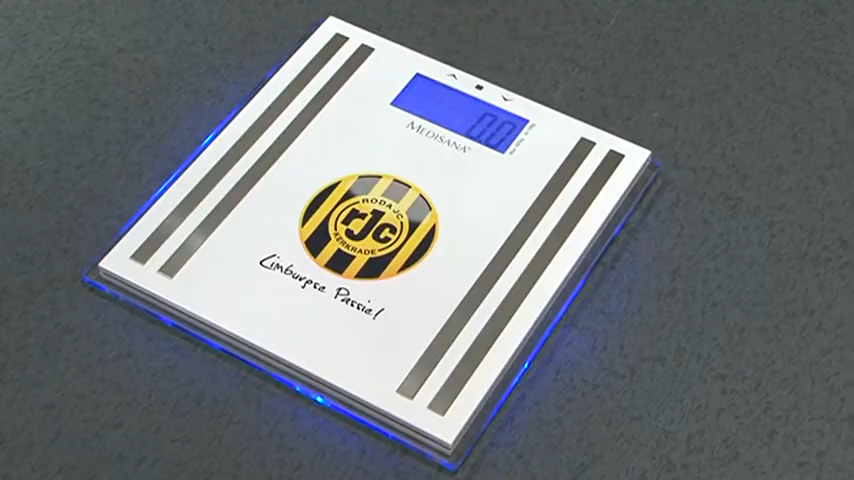 0.0
MEDISANA®
RODA JC
rJc
KERKRADE
Limburgse Passie!